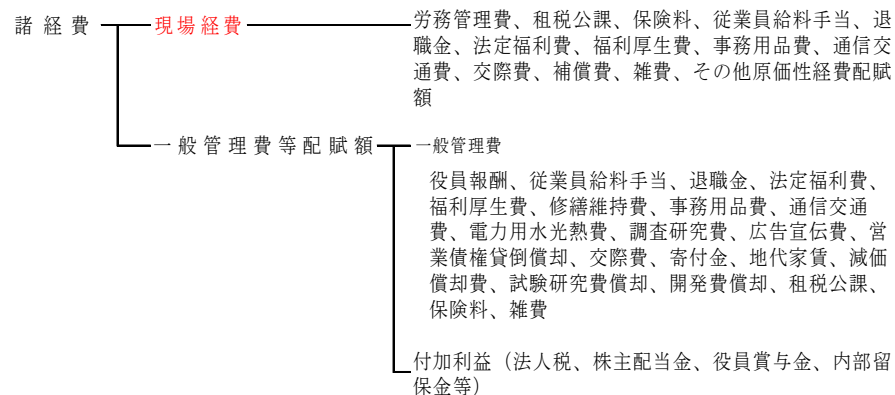 諸経費
現場経費
労務管理費、租税公課、保険料、従業員給料手当、退
職金、法定福利費、福利厚生費、事務用品費、通信交
通費、交際費、補償費、雑費、その他原価性経費配賦
額
一般管理費等配賦額
一般管理費
役員報酬、従業員給料手当、退職金、法定福利費、
福利厚生費、修繕維持費、事務用品費、通信交通
費、電力用水光熱費、調査研究費、広告宣伝費、営
業債権貸倒償却、交際費、寄付金、地代家賃、減価
償却費、試験研究費償却、開発費償却、租税公課、
保険料、雑費
付加利益（法人税、株主配当金、役員賞与金、内部留
保金等）